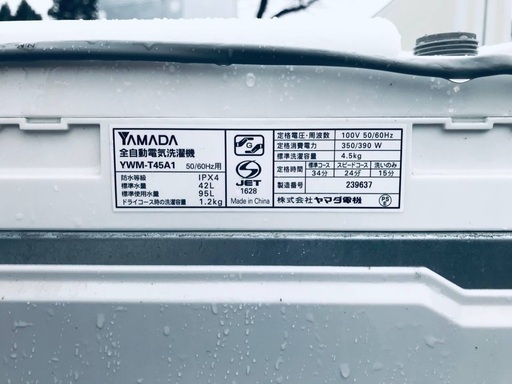 YAMADA
全自動電気洗濯機
YWM-T45A1 50/60Hz用
防水等級 IPX4
標準水量 42L
標準使用水量 95L
ドライコース時の洗濯容量 1.2kg
G
S
JET
1628
Made in China
定格電圧・周波数 100V 50/60Hz
定格消費電力 350/390 W
標準洗濯容量 4.5kg
定格時間 標準コース スピードコース 洗いのみ
34分 24分 15分
製造番号 239637
株式会社 ヤマダ電機
PS
E